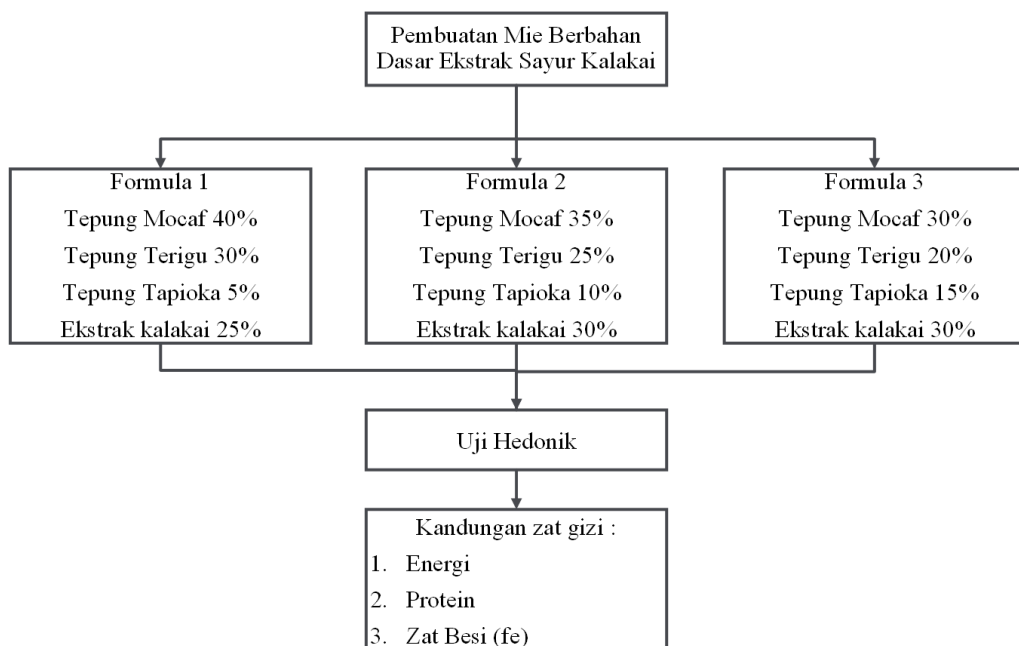 Pembuatan Mie Berbahan
Dasar Ekstrak Sayur Kalakai
Formula 1
Tepung Mocaf 40%
Tepung Terigu 30%
Tepung Tapioka 5%
Ekstrak kalakai 25%
Formula 2
Tepung Mocaf 35%
Tepung Terigu 25%
Tepung Tapioka 10%
Ekstrak kalakai 30%
Formula 3
Tepung Mocaf 30%
Tepung Terigu 20%
Tepung Tapioka 15%
Ekstrak kalakai 30%
Uji Hedonik
Kandungan zat gizi :
1. Energi
2. Protein
3. Zat Besi (fe)